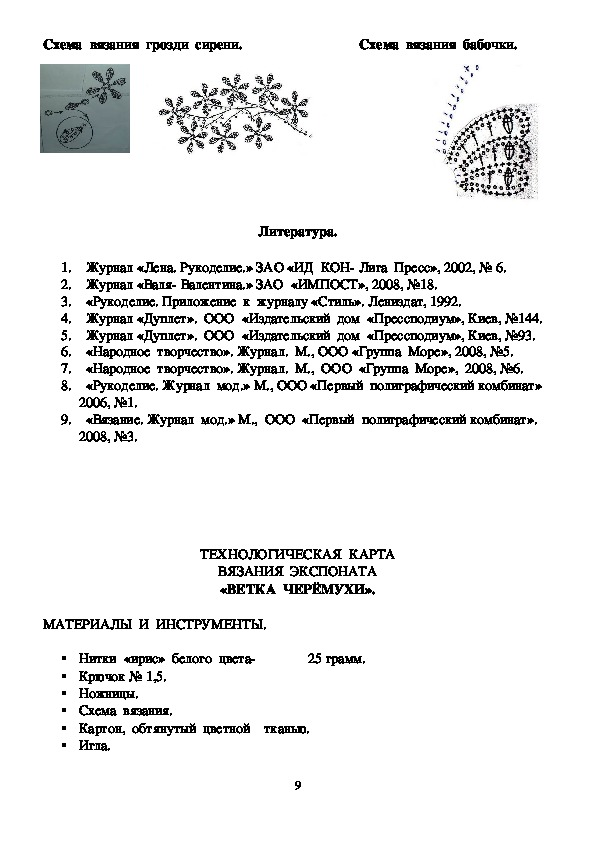 Схема вязания грозди сирени. Схема вязания бабочки.
Литература.
1. Журнал «Лена. Рукоделие.» ЗАО «ИД КОН- Лига Пресс», 2002, № 6.
2. Журнал «Валя- Валентина.» ЗАО «ИМПОСТ», 2008, №18.
3. «Рукоделие. Приложение к журналу «Стиль». Лениздат, 1992.
4. Журнал «Дуплет». ООО «Издательский дом «Прессподиум», Киев, №144.
5. Журнал «Дуплет». ООО «Издательский дом «Прессподиум», Киев, №93.
6. «Народное творчество». Журнал. М., ООО «Группа Море», 2008, №5.
7. «Народное творчество». Журнал. М., ООО «Группа Море», 2008, №6.
8. «Рукоделие. Журнал мод.» М., ООО «Первый полиграфический комбинат»
2006, №1.
9. «Вязание. Журнал мод.» М., ООО «Первый полиграфический комбинат».
2008, №3.
ТЕХНОЛОГИЧЕСКАЯ КАРТА
ВЯЗАНИЯ ЭКСПОНАТА
«ВЕТКА ЧЕРЁМУХИ».
МАТЕРИАЛЫ И ИНСТРУМЕНТЫ.
▪ Нитки «ирис» белого цвета- 25 грамм.
▪ Крючок № 1,5.
▪ Ножницы.
▪ Схема вязания.
▪ Картон, обтянутый цветной тканью.
▪ Игла.
9